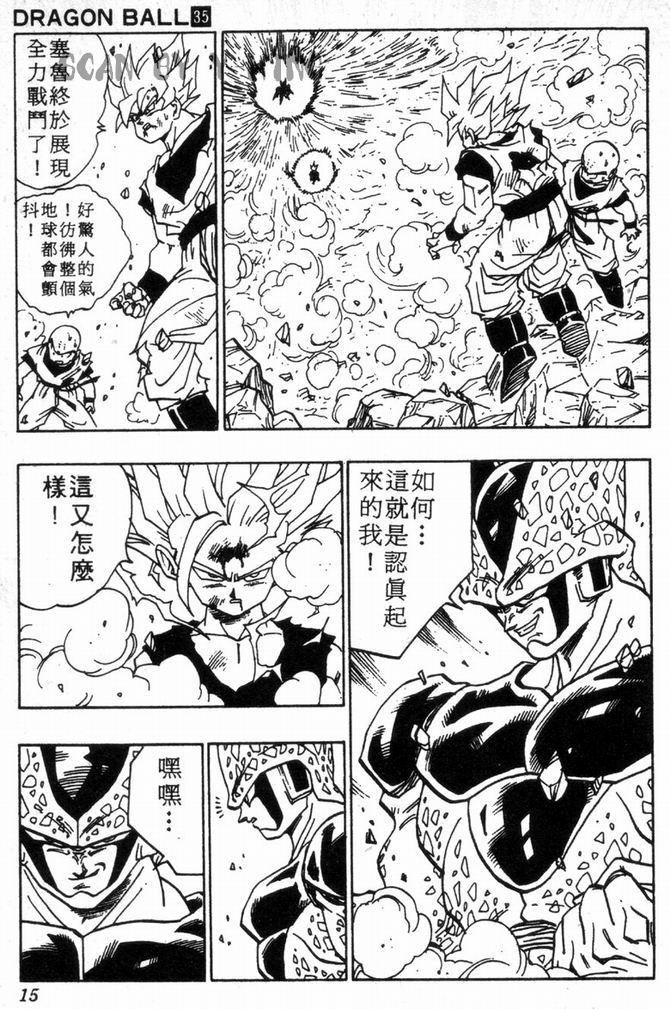 DRAGON BALL 35
塞魯終於展現
全力戰鬥了！
好驚人的氣
！彷彿整個
地球都會顫
抖！
如何…
這就是認眞起
來的我！
這又怎麼
樣！
嘿嘿…
15